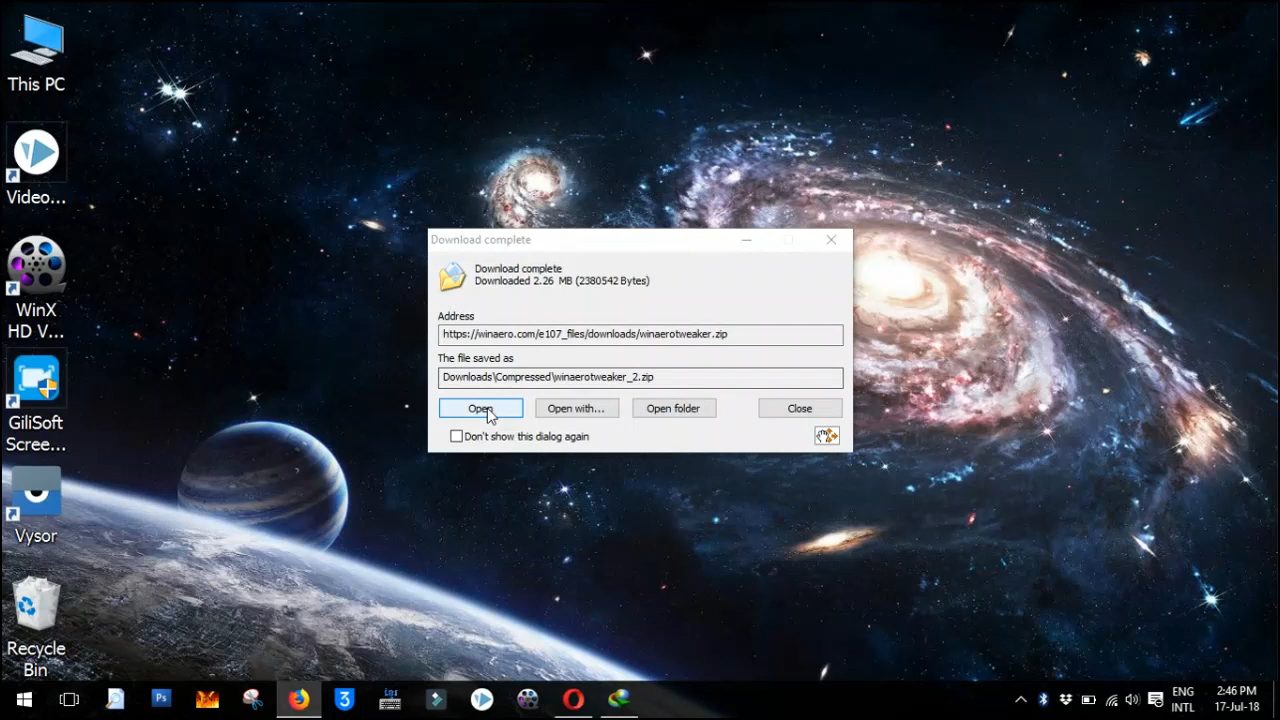 This PC
Video...
WinX
HD V...
GiliSoft
Scree...
Vysor
Recycle
Bin
Download complete
Download complete
Downloaded 2.26 MB (2380542 Bytes)
Address
https://winaero.com/e107_files/downloads/winaerotweaker.zip
The file saved as
Downloads\Compressed\winaerotweaker_2.zip
Open
Open with...
Open folder
Close
Don't show this dialog again
Ps
3
ENG
INTL
2:46 PM
17-Jul-18